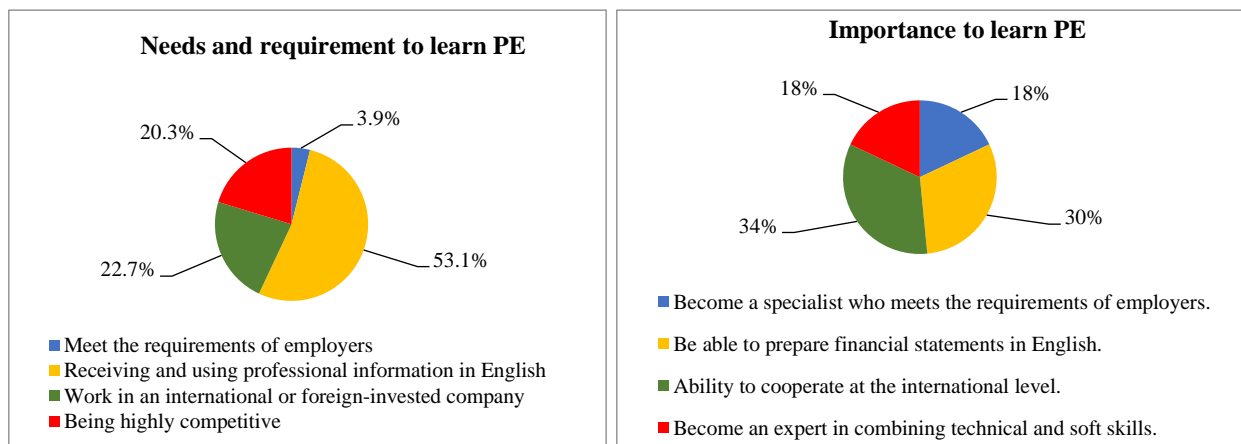 Needs and requirement to learn PE
3.9%
20.3%
22.7%
53.1%
Meet the requirements of employers
Receiving and using professional information in English
Work in an international or foreign-invested company
Being highly competitive
Importance to learn PE
18%
18%
34%
30%
Become a specialist who meets the requirements of employers.
Be able to prepare financial statements in English.
Ability to cooperate at the international level.
Become an expert in combining technical and soft skills.